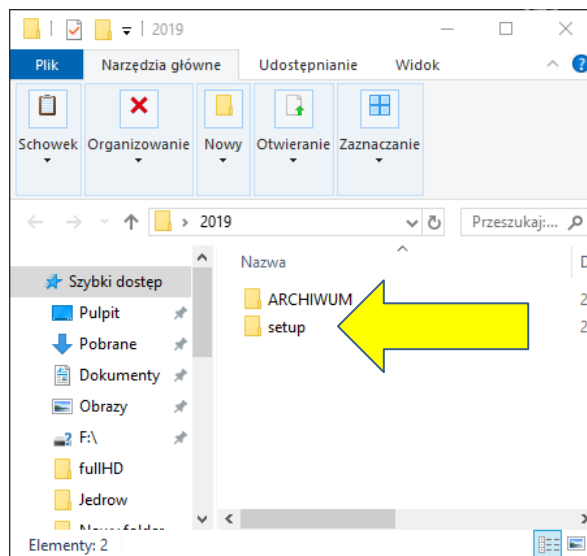 2019
Plik Narzędzia główne Udostępnianie Widok
Schowek Organizowanie Nowy Otwieranie Zaznaczanie
2019 Przeszukaj:...
Nazwa
Szybki dostęp
ARCHIWUM
Pulpit
setup
Pobrane
Dokumenty
Obrazy
F:\
fullHD
Jedrow
Elementy: 2